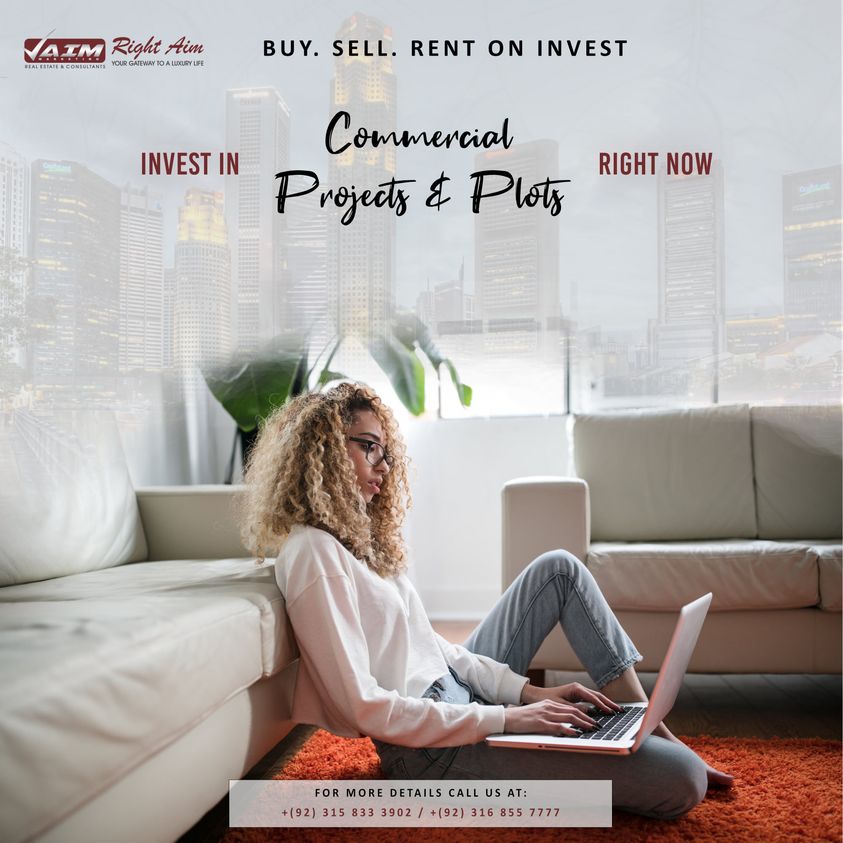 AIM
MARKETING
REAL ESTATE & CONSULTANTS
Right Aim
YOUR GATEWAY TO A LUXURY LIFE
BUY. SELL. RENT ON INVEST
INVEST IN
Commercial
Projects & Plots
RIGHT NOW
FOR MORE DETAILS CALL US AT:
+(92) 315 833 3902 / +(92) 316 855 7777